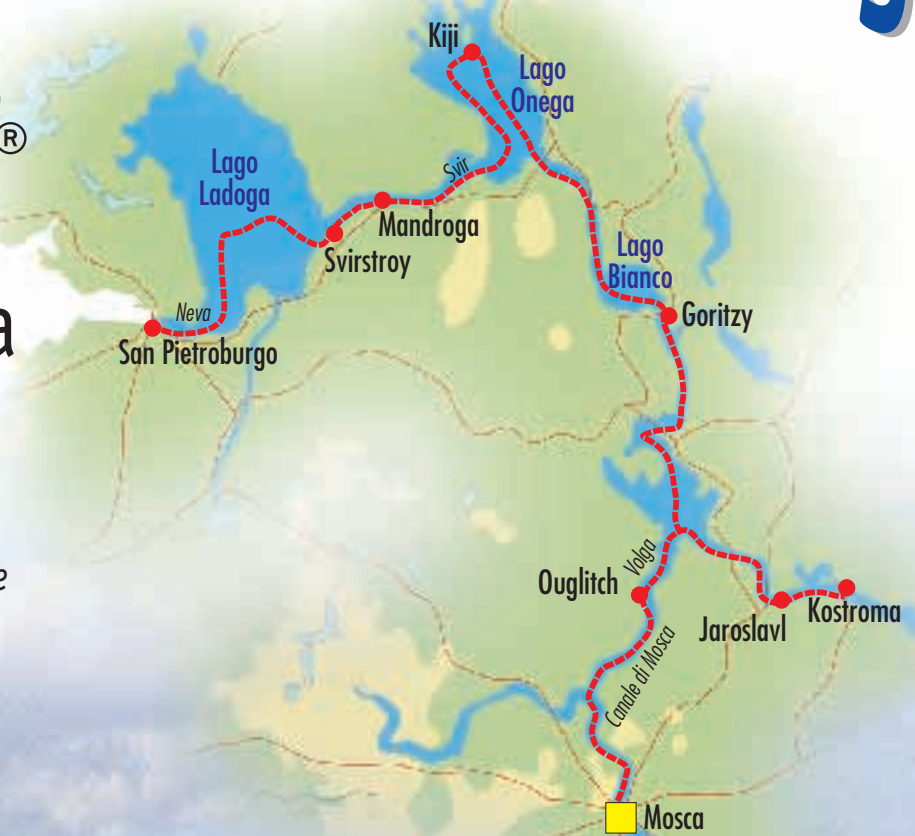 Kiji
Lago
Onega
®
Lago
Ladoga
Svir
Mandroga
Svirstroy
Lago
Bianco
Neva
San Pietroburgo
Goritzy
a
e
Volga
Ouglitch
Jaroslavl
Kostroma
Canale di Mosca
Mosca